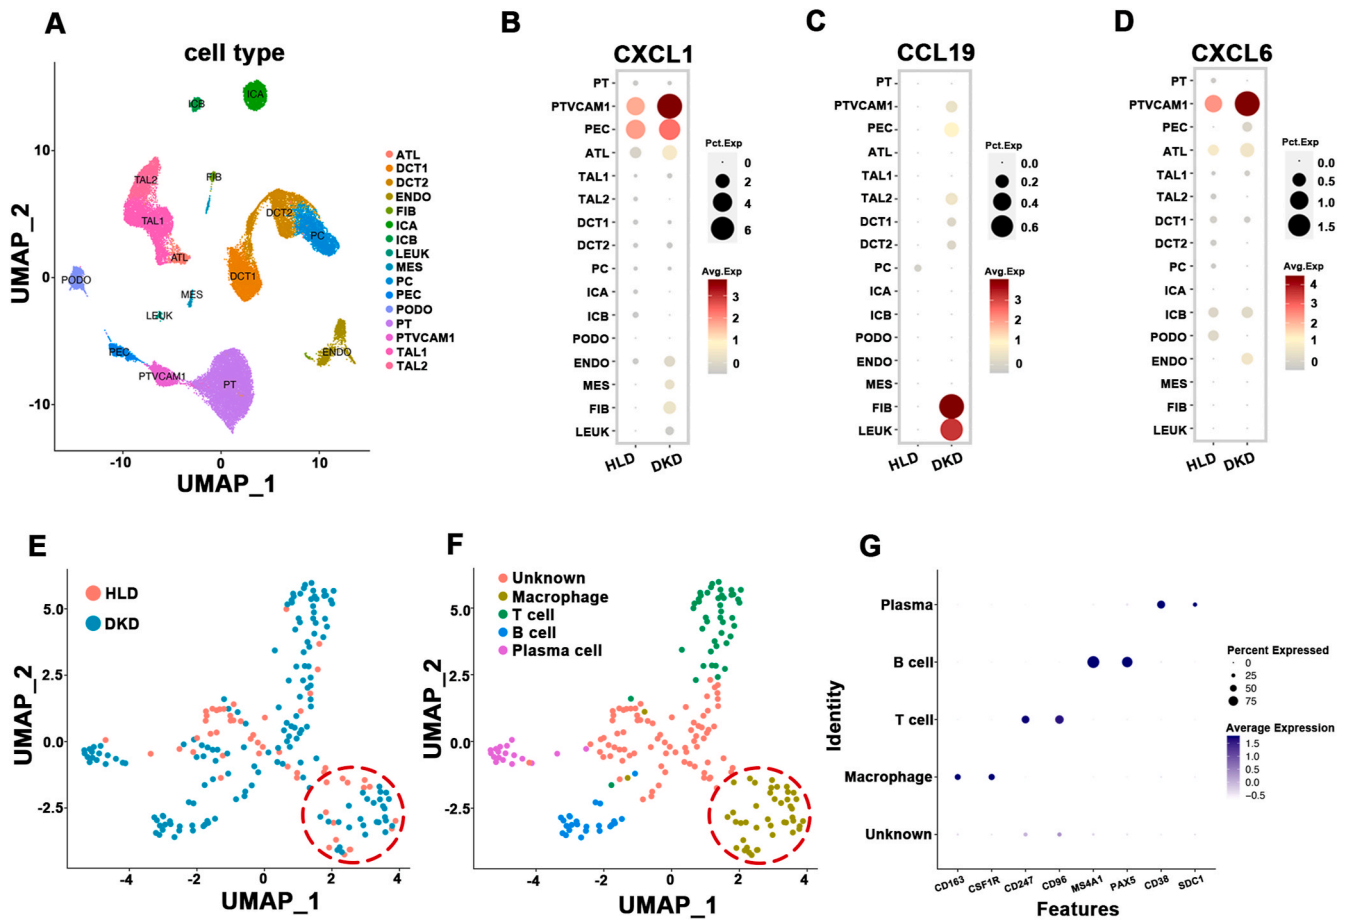 A
cell type
ICB
ICA
TAL2
FIB
TAL1
DCT2
PC
ATL
DCT1
PODO
MES
LEUK
PEC
ENDO
PTVCAM1
PT
10
0
-10
-10
0
10
UMAP_2
UMAP_1
ATL
DCT1
DCT2
ENDO
FIB
ICA
ICB
LEUK
MES
PC
PEC
PODO
PT
PTVCAM1
TAL1
TAL2
B
CXCL1
PT
PTVCAM1
PEC
ATL
TAL1
TAL2
DCT1
DCT2
PC
ICA
ICB
PODO
ENDO
MES
FIB
LEUK
HLD
DKD
Pct.Exp
0
2
4
6
Avg.Exp
3
2
1
0
C
CCL19
PT
PTVCAM1
PEC
ATL
TAL1
TAL2
DCT1
DCT2
PC
ICA
ICB
PODO
ENDO
MES
FIB
LEUK
HLD
DKD
Pct.Exp
0.0
0.2
0.4
0.6
Avg.Exp
3
2
1
0
D
CXCL6
PT
PTVCAM1
PEC
ATL
TAL1
TAL2
DCT1
DCT2
PC
ICA
ICB
PODO
ENDO
MES
FIB
LEUK
HLD
DKD
Pct.Exp
0.0
0.5
1.0
1.5
Avg.Exp
4
3
2
1
0
E
HLD
DKD
5.0
2.5
0.0
-2.5
-4
-2
0
2
4
UMAP_2
UMAP_1
F
Unknown
Macrophage
T cell
B cell
Plasma cell
5.0
2.5
0.0
-2.5
-4
-2
0
2
4
UMAP_2
UMAP_1
G
Plasma
B cell
T cell
Macrophage
Unknown
Identity
CD163
CSF1R
CD247
CD96
MS4A1
PAX5
CD38
SDC1
Features
Percent Expressed
0
25
50
75
Average Expression
1.5
1.0
0.5
0.0
−0.5